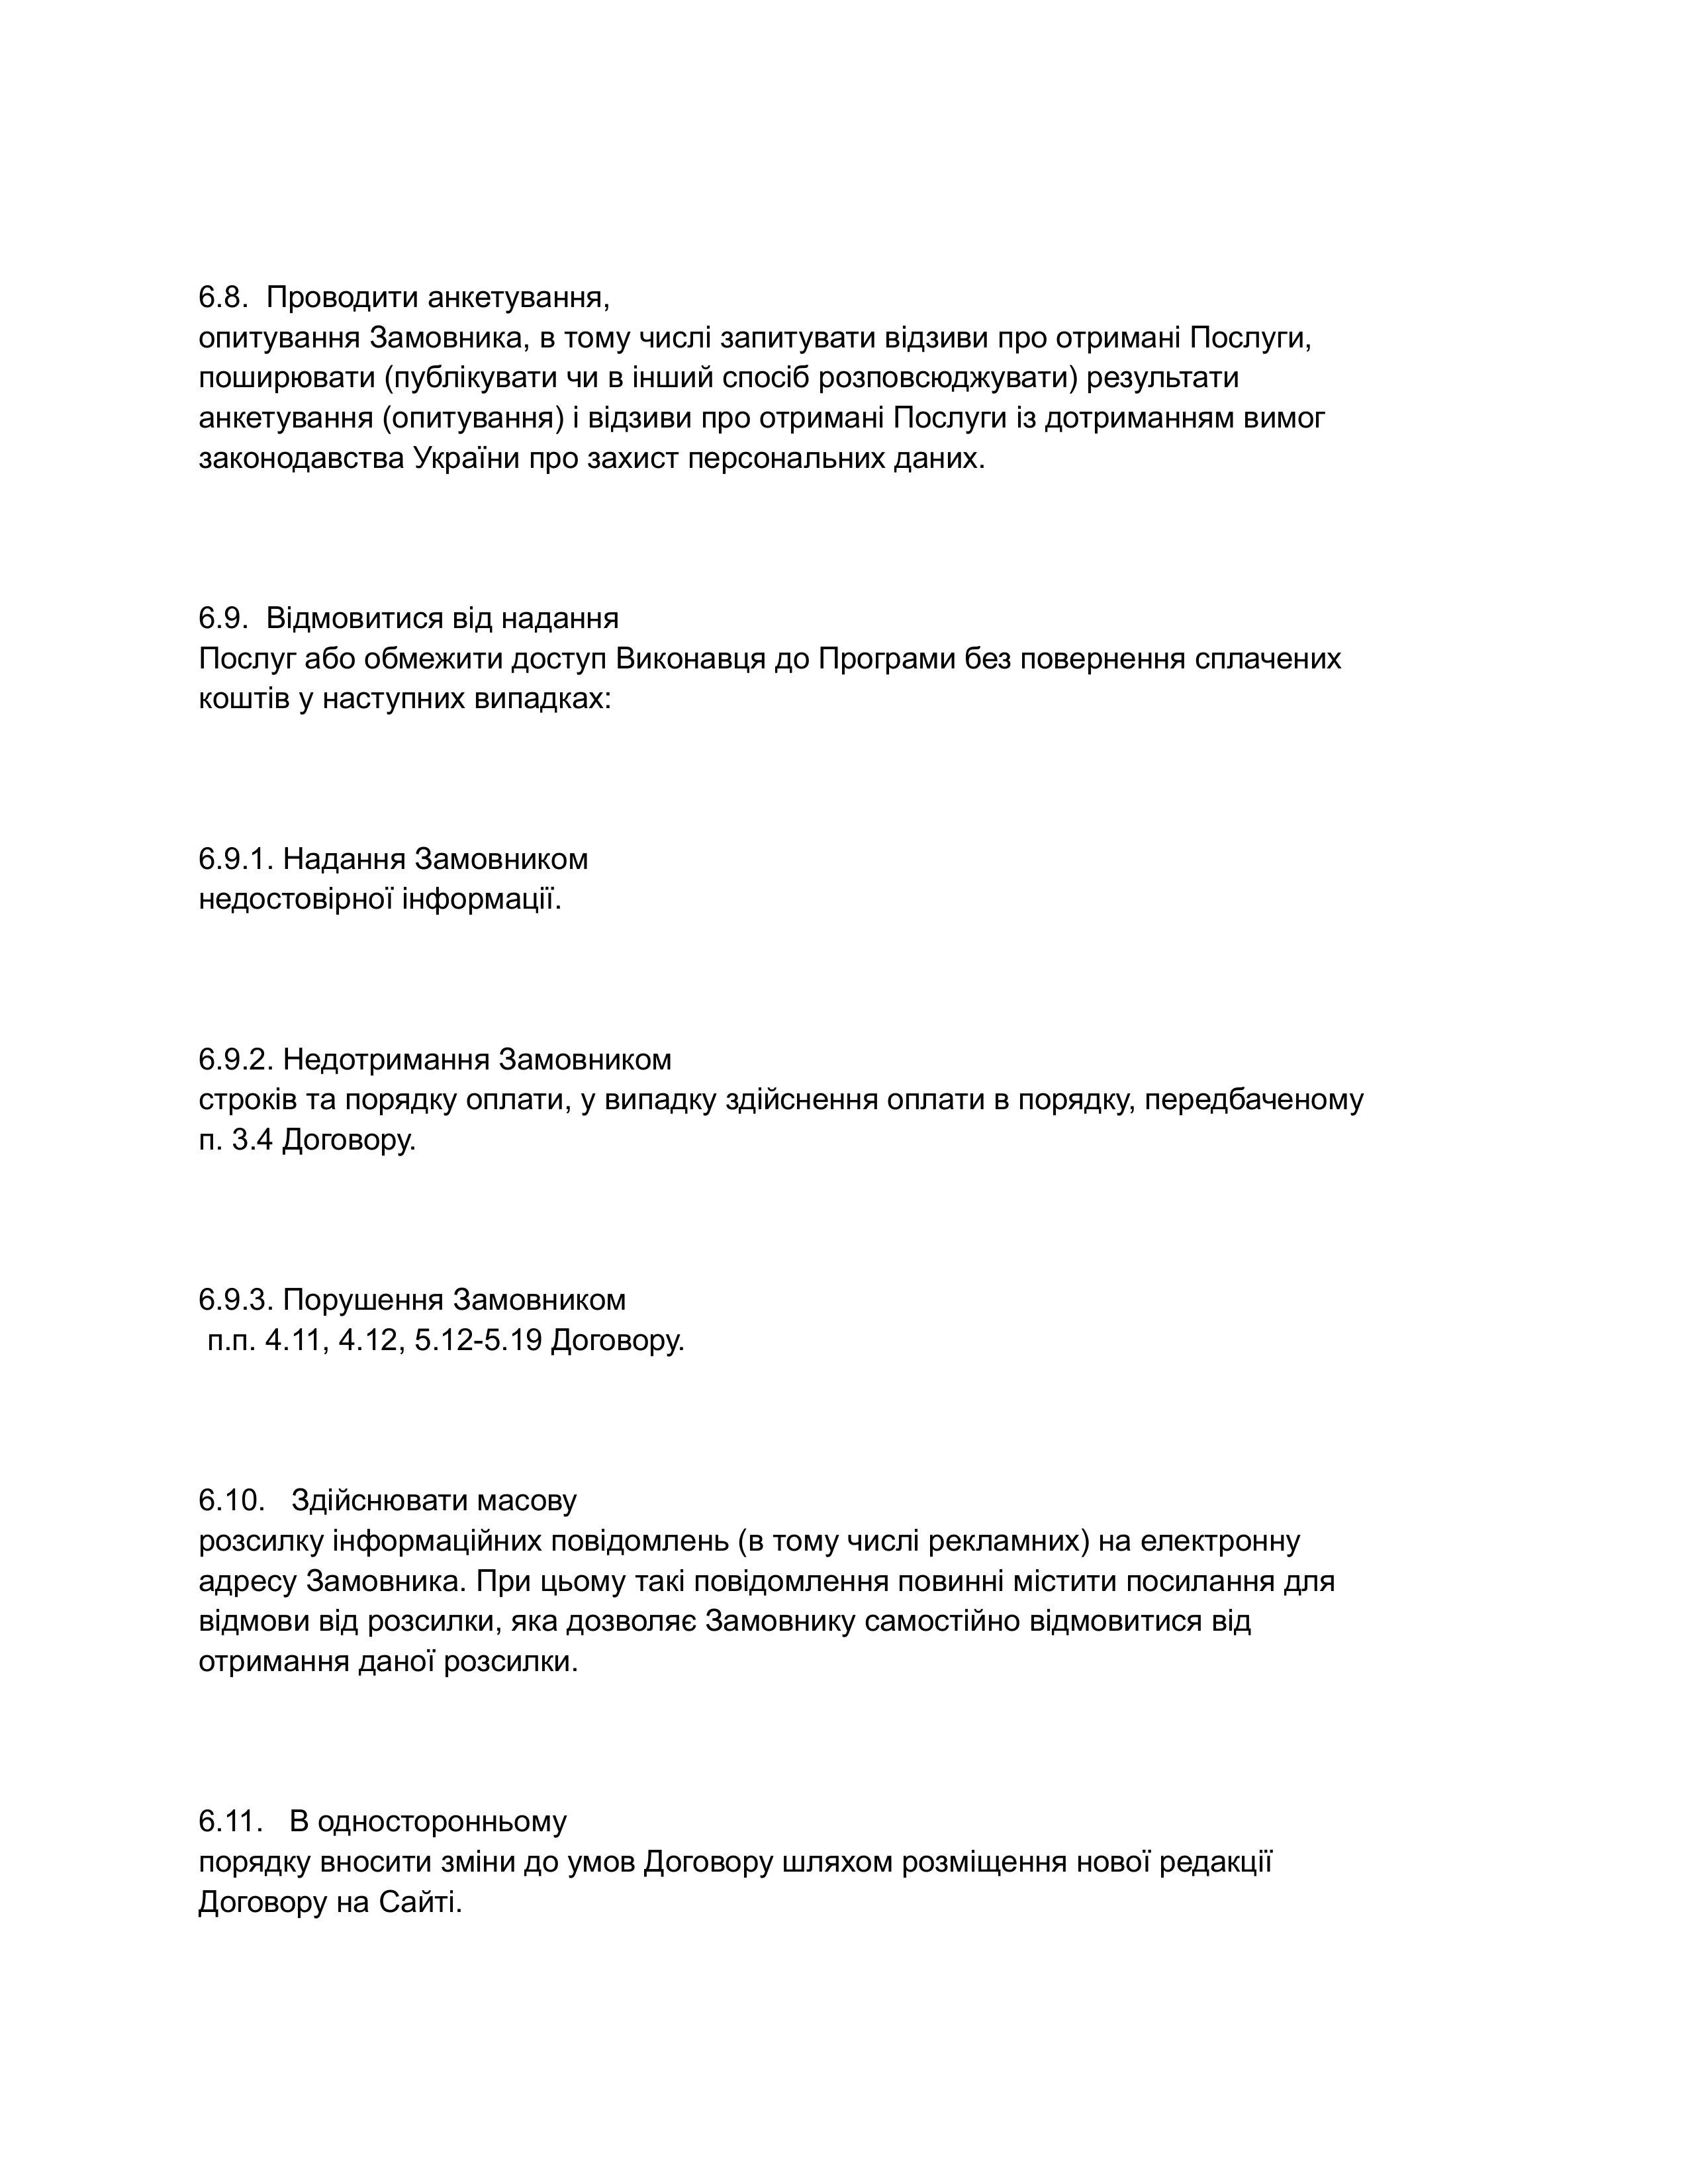 6.8.  Проводити анкетування,
опитування Замовника, в тому числі запитувати відзиви про отримані Послуги,
поширювати (публікувати чи в інший спосіб розповсюджувати) результати
анкетування (опитування) і відзиви про отримані Послуги із дотриманням вимог
законодавства України про захист персональних даних.
6.9.  Відмовитися від надання
Послуг або обмежити доступ Виконавця до Програми без повернення сплачених
коштів у наступних випадках:
6.9.1. Надання Замовником
недостовірної інформації.
6.9.2. Недотримання Замовником
строків та порядку оплати, у випадку здійснення оплати в порядку, передбаченому
п. 3.4 Договору.
6.9.3. Порушення Замовником
п.п. 4.11, 4.12, 5.12-5.19 Договору.
6.10.   Здійснювати масову
розсилку інформаційних повідомлень (в тому числі рекламних) на електронну
адресу Замовника. При цьому такі повідомлення повинні містити посилання для
відмови від розсилки, яка дозволяє Замовнику самостійно відмовитися від
отримання даної розсилки.
6.11.   В односторонньому
порядку вносити зміни до умов Договору шляхом розміщення нової редакції
Договору на Сайті.